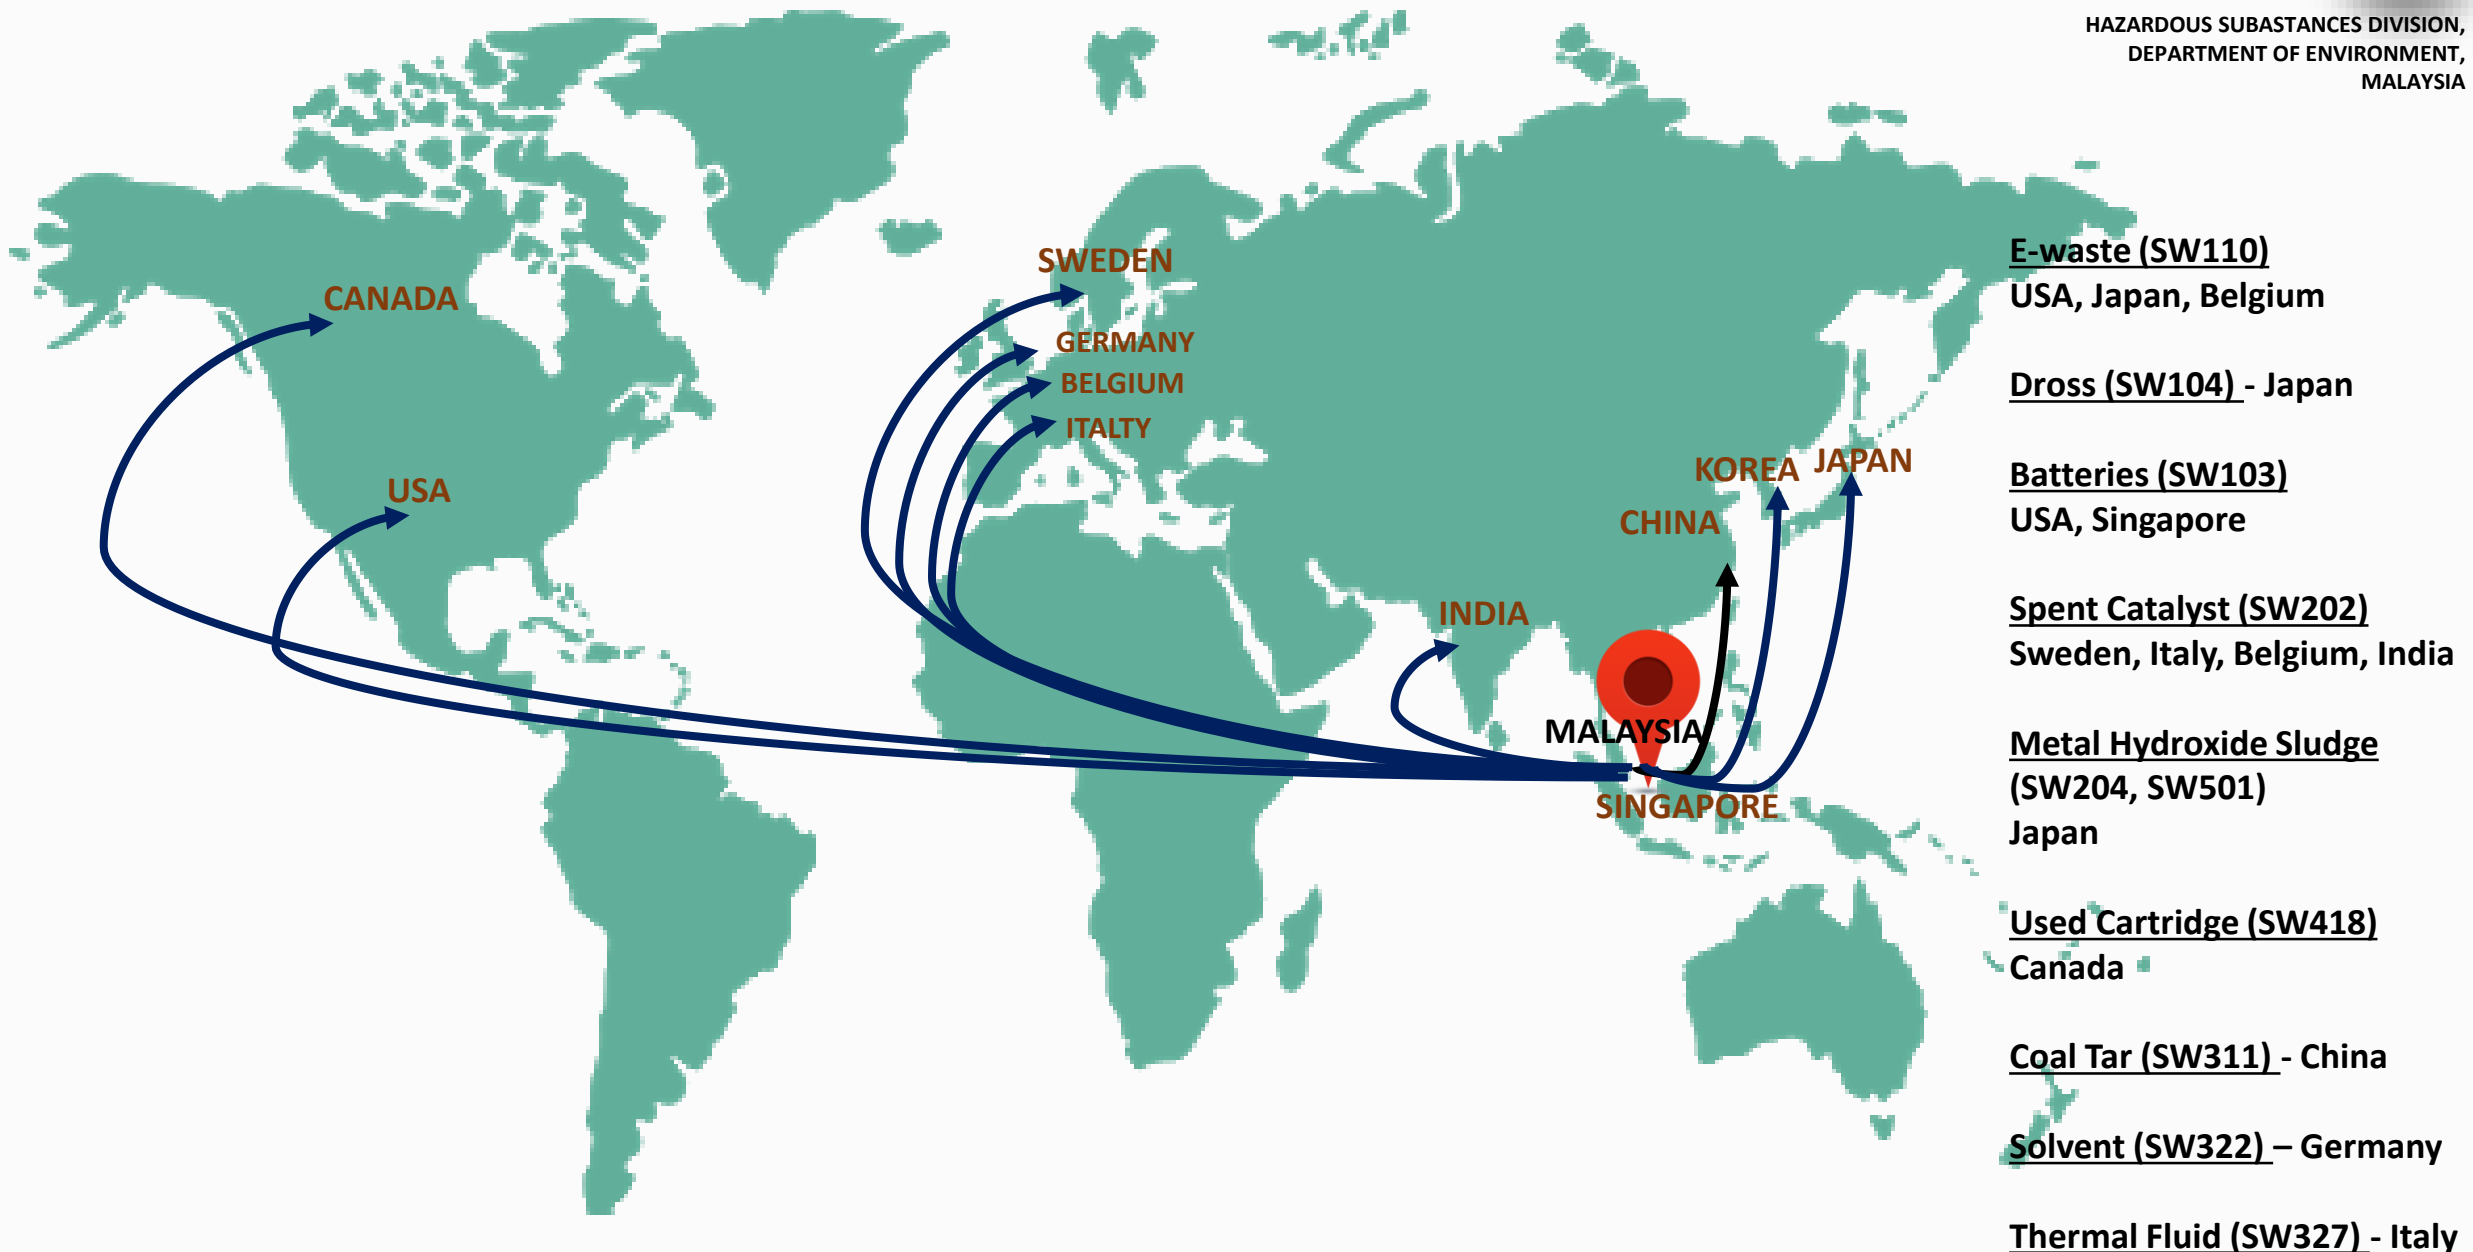 HAZARDOUS SUBASTANCES DIVISION,
DEPARTMENT OF ENVIRONMENT,
MALAYSIA
SWEDEN
CANADA
GERMANY
BELGIUM
ITALTY
USA
KOREA
JAPAN
CHINA
INDIA
MALAYSIA
SINGAPORE
E-waste (SW110)
USA, Japan, Belgium
Dross (SW104) - Japan
Batteries (SW103)
USA, Singapore
Spent Catalyst (SW202)
Sweden, Italy, Belgium, India
Metal Hydroxide Sludge
(SW204, SW501)
Japan
Used Cartridge (SW418)
Canada
Coal Tar (SW311) - China
Solvent (SW322) – Germany
Thermal Fluid (SW327) - Italy